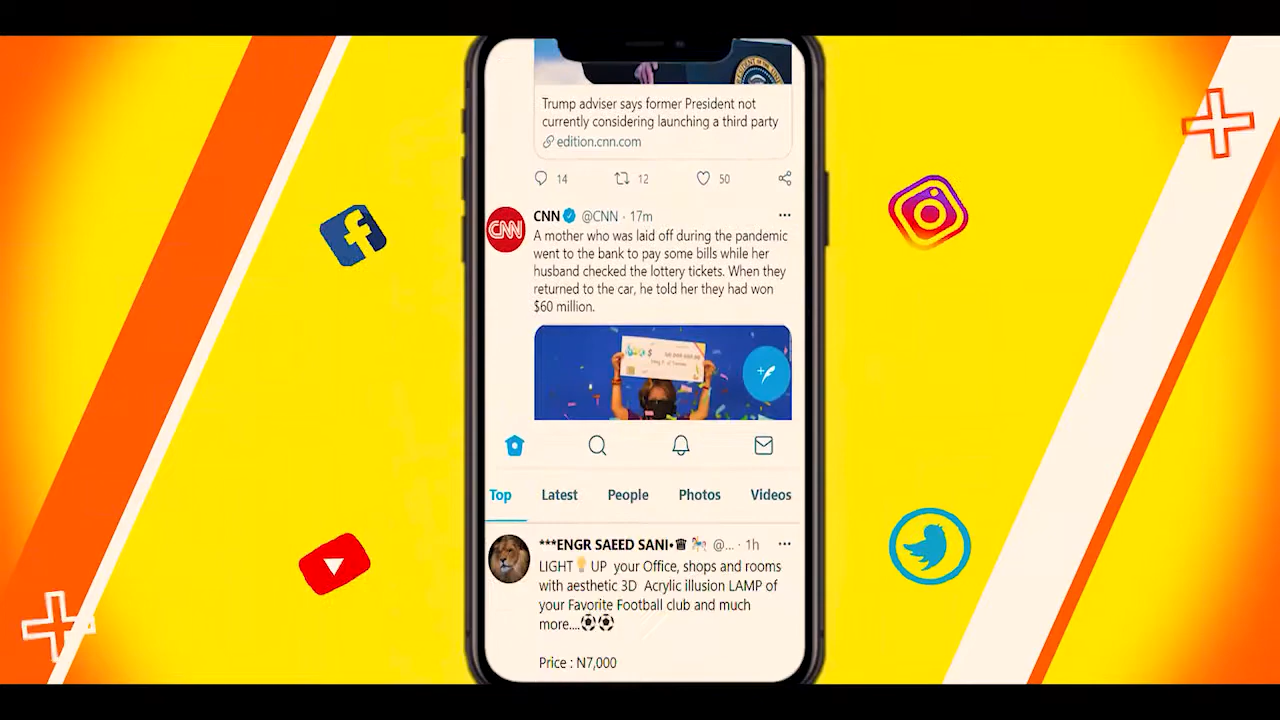 Trump adviser says former President not
currently considering launching a third party
edition.cnn.com
14 12 50
CNN @CNN · 17m
CNN
A mother who was laid off during the pandemic
went to the bank to pay some bills while her
husband checked the lottery tickets. When they
returned to the car, he told her they had won
$60 million.
Top Latest People Photos Videos
***ENGR SAEED SANI• @... · 1h
LIGHT UP your Office, shops and rooms
with aesthetic 3D Acrylic illusion LAMP of
your Favorite Football club and much
more....
Price : N7,000